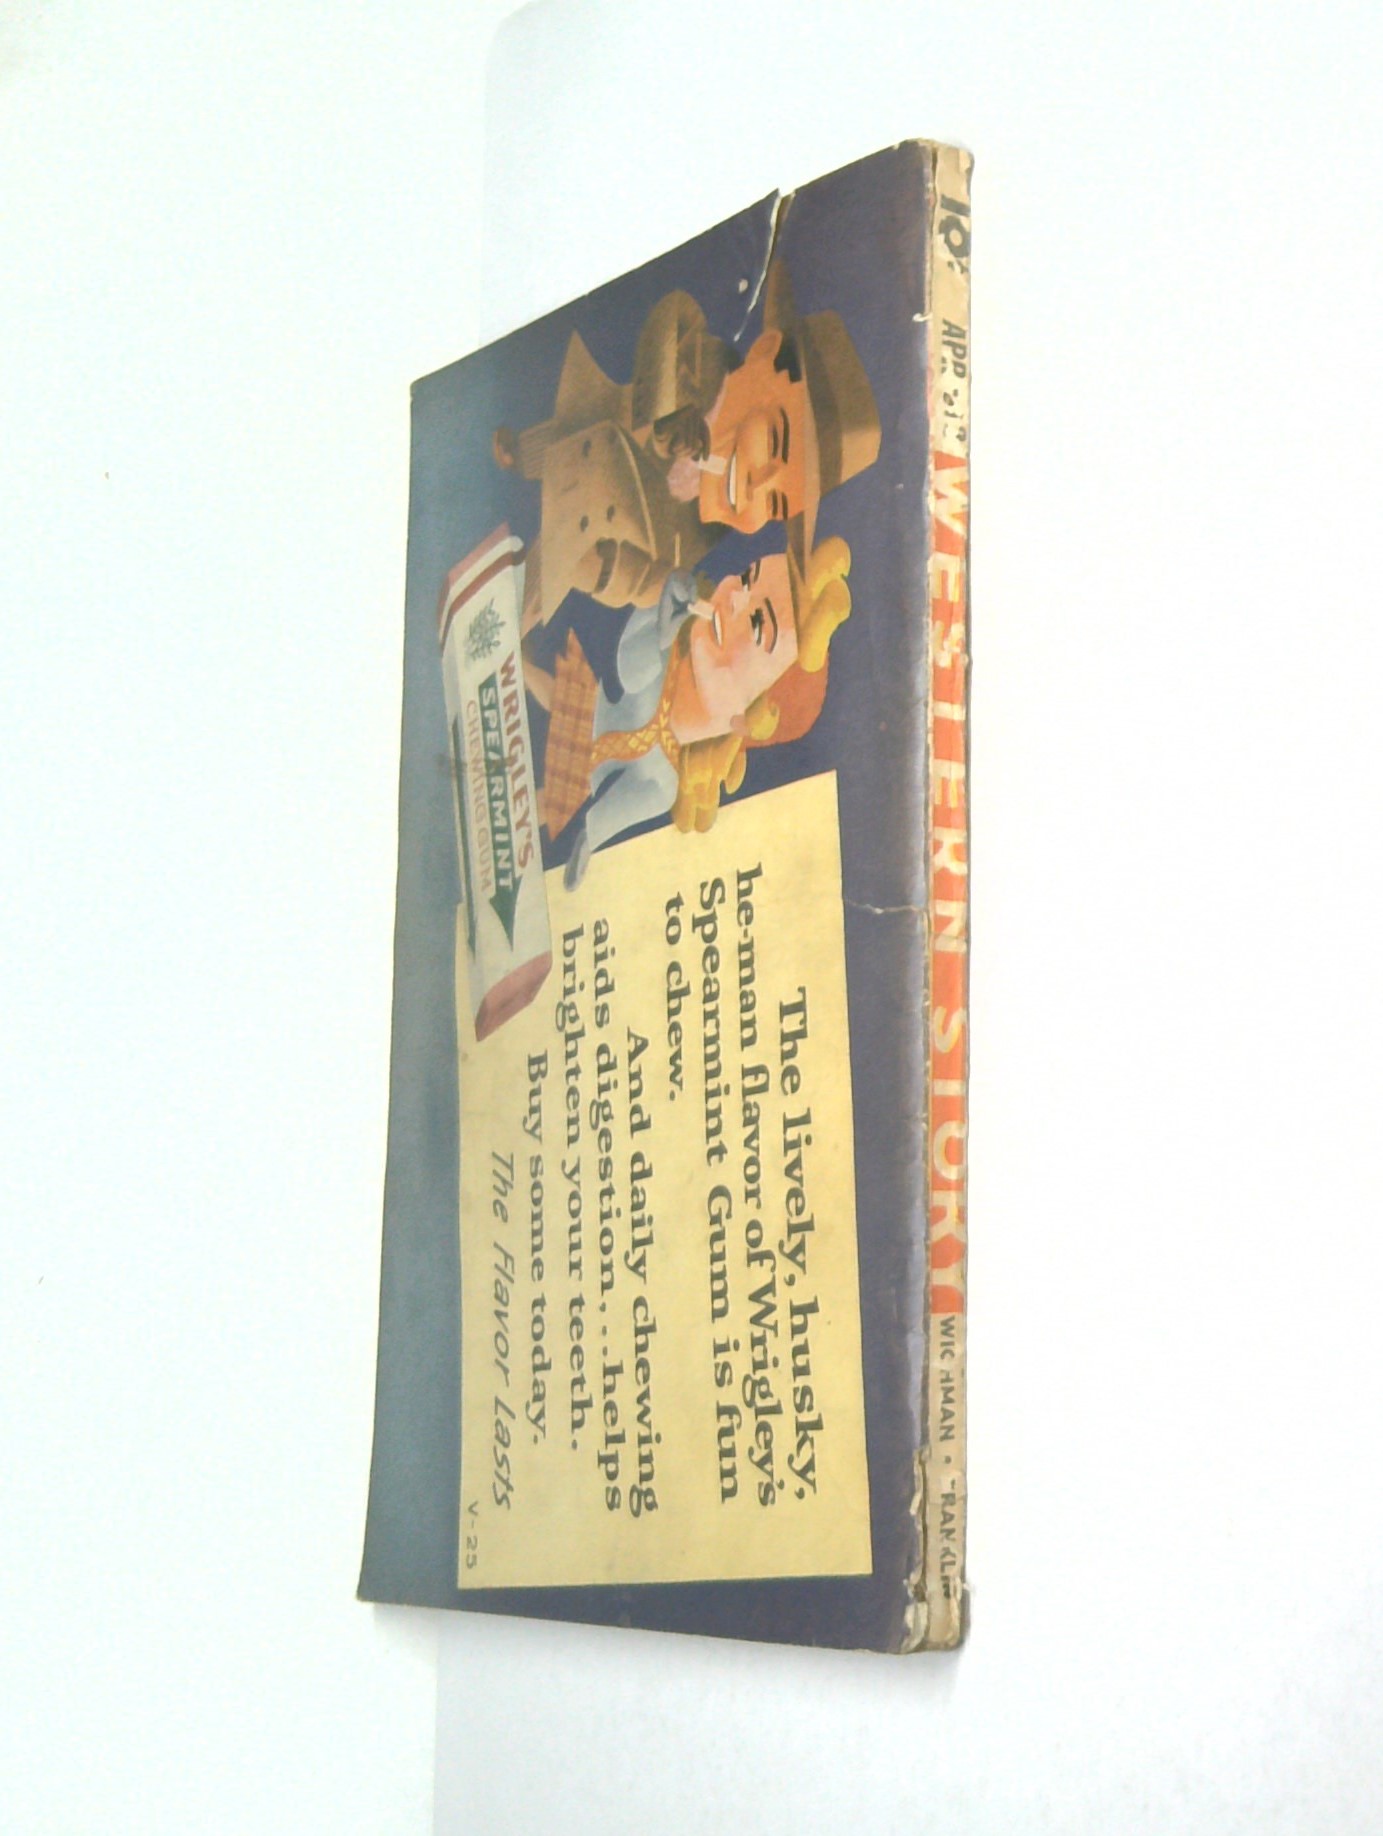 10¢
WESTERN STORY
WRIGLEY'S
SPEARMINT
CHEWING GUM
The lively, husky,
he-man flavor of Wrigley's
Spearmint Gum is fun
to chew.
And daily chewing
aids digestion,..helps
brighten your teeth.
Buy some today.
The Flavor Lasts
V-25